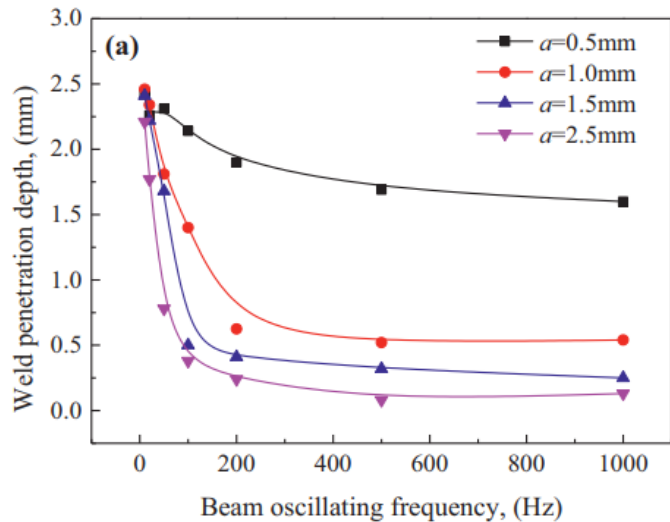 (a)
a=0.5mm
a=1.0mm
a=1.5mm
a=2.5mm
3.0
2.5
2.0
1.5
1.0
0.5
0.0
Weld penetration depth, (mm)
0 200 400 600 800 1000
Beam oscillating frequency, (Hz)